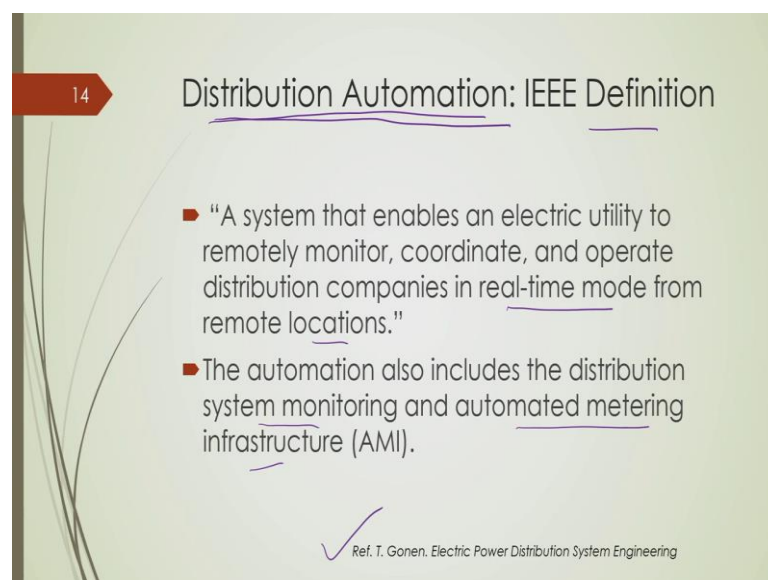 14
Distribution Automation: IEEE Definition
“A system that enables an electric utility to
remotely monitor, coordinate, and operate
distribution companies in real-time mode from
remote locations.”
The automation also includes the distribution
system monitoring and automated metering
infrastructure (AMI).
Ref. T. Gonen. Electric Power Distribution System Engineering